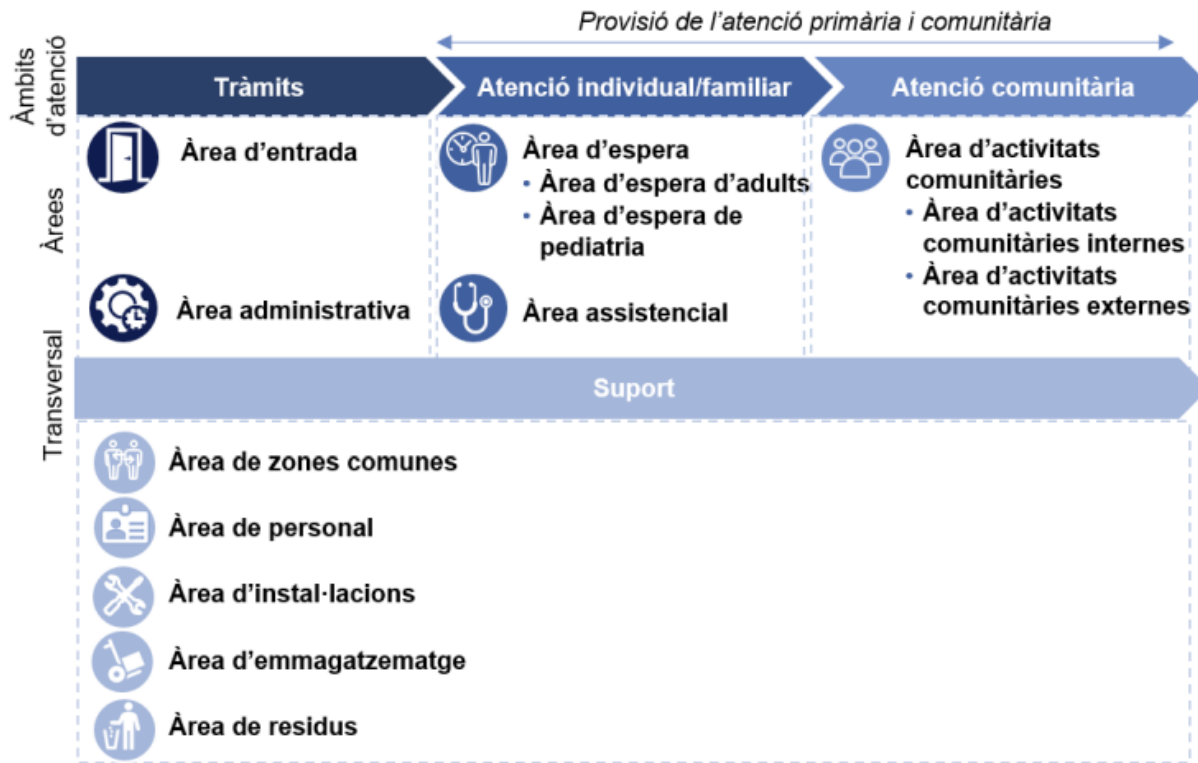 Provisió de l’atenció primària i comunitària
Àmbits
d’atenció
Tràmits
Atenció individual/familiar
Atenció comunitària
Àrees
Àrea d’entrada
Àrea administrativa
Àrea d’espera
• Àrea d’espera d’adults
• Àrea d’espera de
pediatria
Àrea assistencial
Àrea d’activitats
comunitàries
• Àrea d’activitats
comunitàries internes
• Àrea d’activitats
comunitàries externes
Transversal
Suport
Àrea de zones comunes
Àrea de personal
Àrea d’instal·lacions
Àrea d’emmagatzematge
Àrea de residus